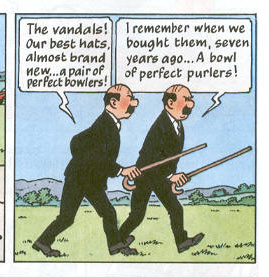 The vandals!
Our best hats,
almost brand
new...a pair of
perfect bowlers!
I remember when we
bought them, seven
years ago... A bowl
of perfect purlers!